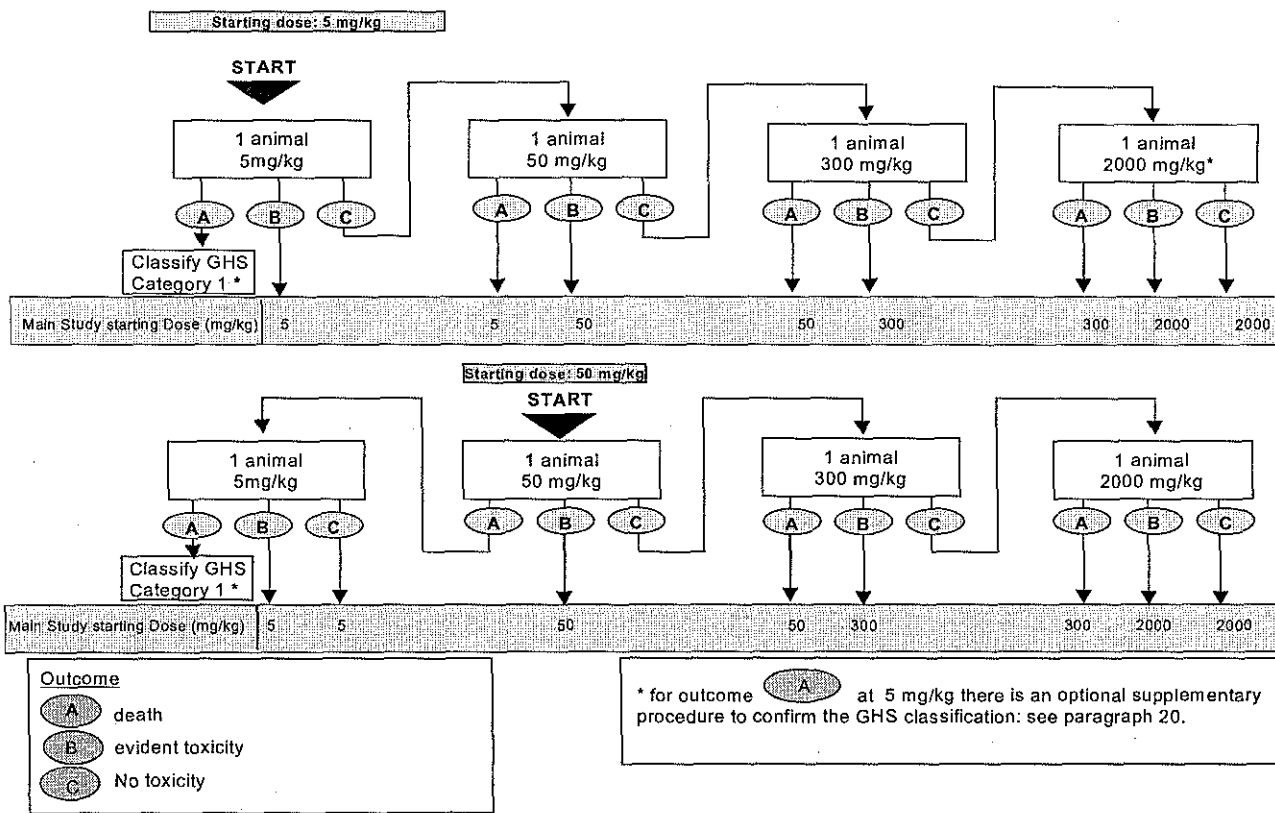 Starting dose: 5 mg/kg
START
1 animal
5mg/kg
1 animal
50 mg/kg
1 animal
300 mg/kg
1 animal
2000 mg/kg*
A B C A B C A B C A B C
Classify GHS
Category 1 *
Main Study starting Dose (mg/kg) 5 5 50 50 300 300 2000 2000
Starting dose: 50 mg/kg
START
1 animal
5mg/kg
1 animal
50 mg/kg
1 animal
300 mg/kg
1 animal
2000 mg/kg
A B C A B C A B C A B C
Classify GHS
Category 1 *
Main Study starting Dose (mg/kg) 5 5 50 50 300 300 2000 2000
Outcome
A death
B evident toxicity
C No toxicity
* for outcome A at 5 mg/kg there is an optional supplementary
procedure to confirm the GHS classification: see paragraph 20.